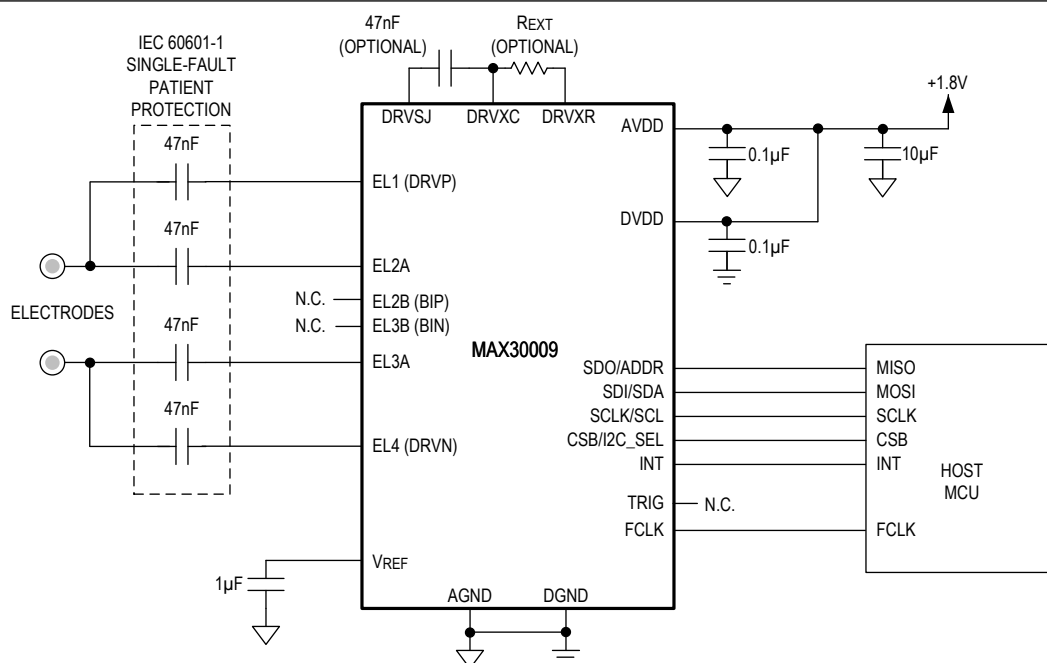 47nF
(OPTIONAL)
REXT
(OPTIONAL)
IEC 60601-1
SINGLE-FAULT
PATIENT
PROTECTION
+1.8V
DRVSJ
DRVXC
DRVXR
AVDD
47nF
0.1µF
10µF
EL1 (DRVP)
DVDD
47nF
0.1µF
EL2A
N.C.
EL2B (BIP)
ELECTRODES
N.C.
EL3B (BIN)
47nF
MAX30009
EL3A
SDO/ADDR
MISO
SDI/SDA
MOSI
47nF
SCLK/SCL
SCLK
CSB/I2C_SEL
CSB
EL4 (DRVN)
INT
INT
HOST
MCU
TRIG
N.C.
FCLK
FCLK
VREF
1µF
AGND
DGND